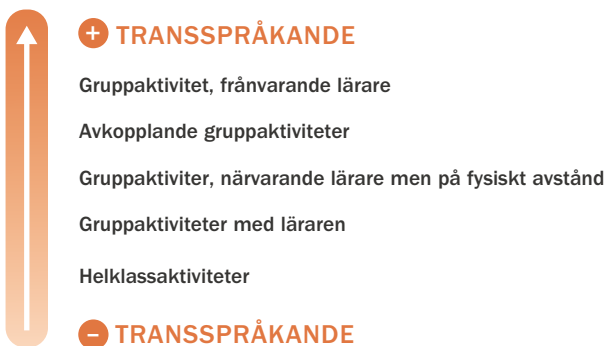 + TRANSSPRÅKANDE
Gruppaktivitet, frånvarande lärare
Avkopplande gruppaktiviteter
Gruppaktiviter, närvarande lärare men på fysiskt avstånd
Gruppaktiviteter med läraren
Helklassaktiviteter
– TRANSSPRÅKANDE